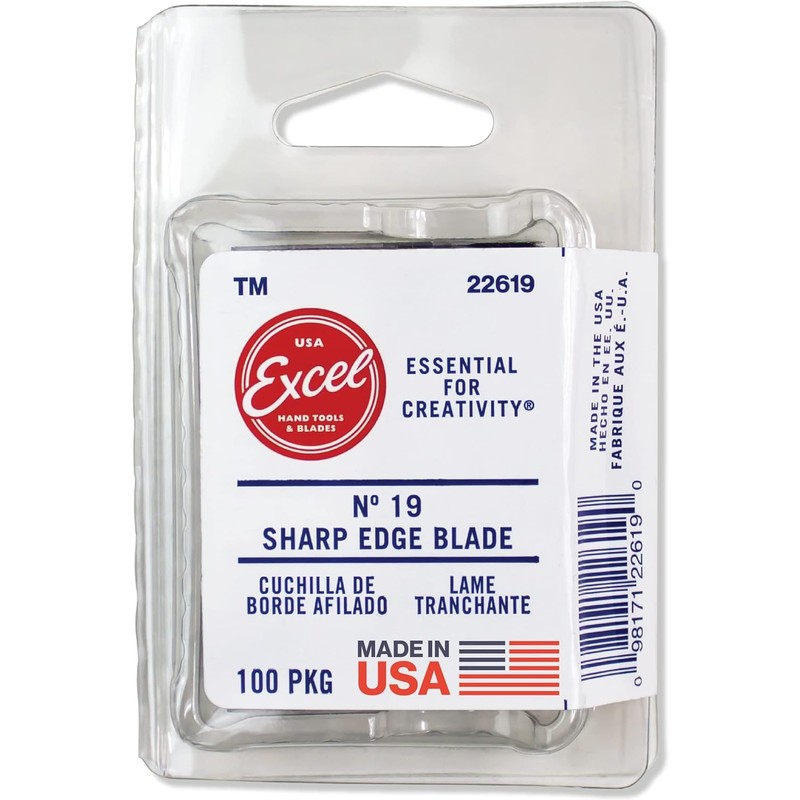 TM
22619
USA
Excel
HAND TOOLS
& BLADES
ESSENTIAL
FOR
CREATIVITY®
Nº 19
SHARP EDGE BLADE
CUCHILLA DE
BORDE AFILADO
LAME
TRANCHANTE
100 PKG
MADE IN
USA
MADE IN THE USA
HECHO EN EE. UU.
FABRIQUE AUX É.-U.A.
0 98171 22619 0